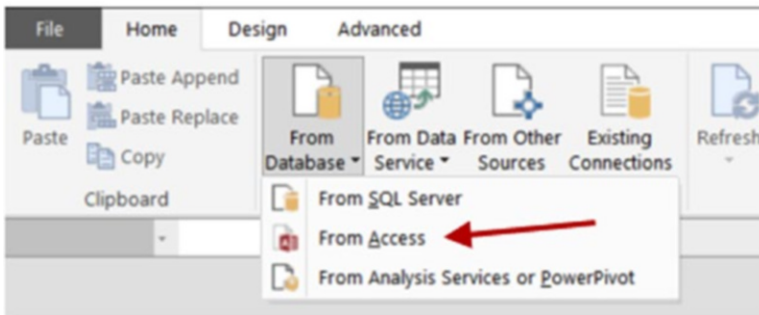 File Home Design Advanced
Paste Append
Paste Replace
Copy
Paste
Clipboard
From Database
From Data Service
From Other Sources
Existing Connections
Refresh
From SQL Server
From Access
From Analysis Services or PowerPivot